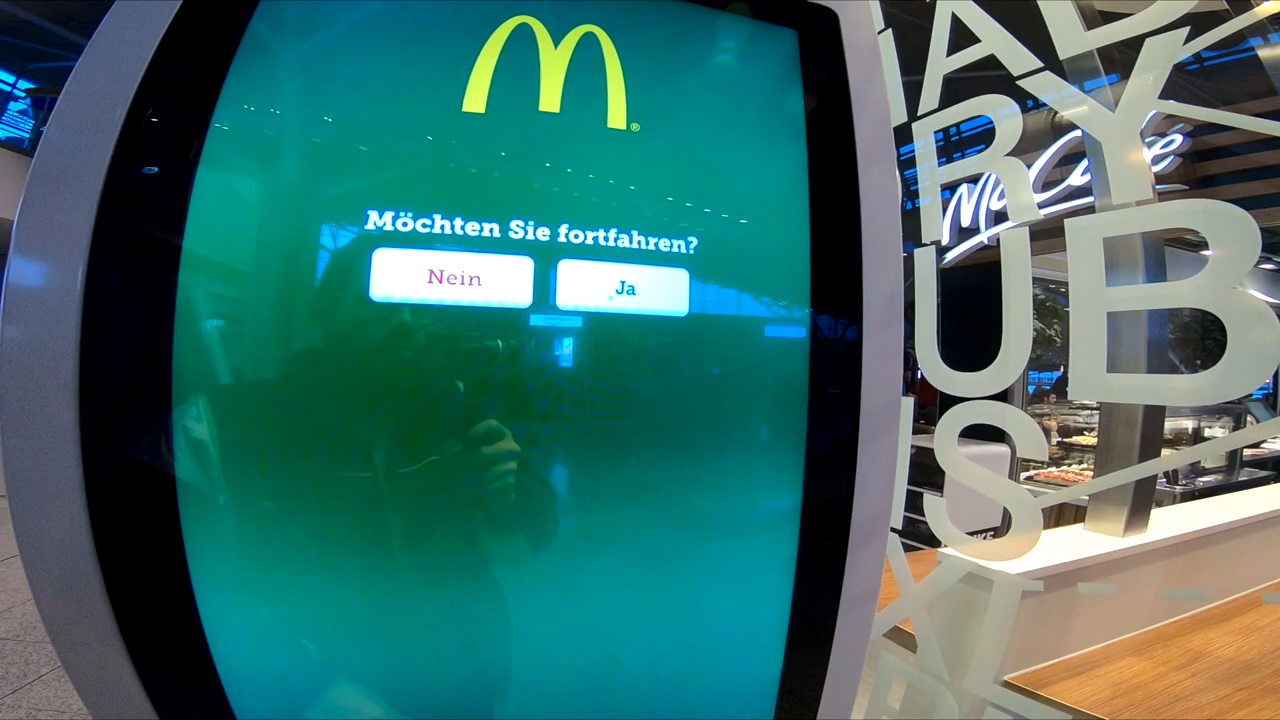 M
®
Möchten Sie fortfahren?
Nein
Ja
McCafé
A
R Y
U B
S